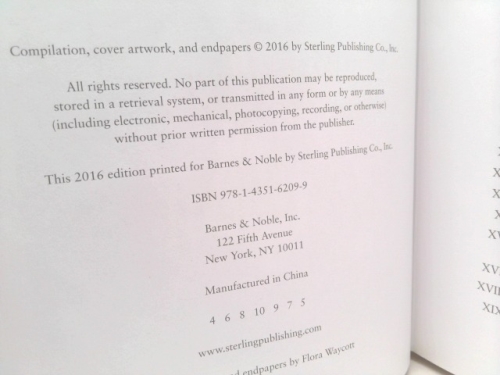 Compilation, cover artwork, and endpapers © 2016 by Sterling Publishing Co., Inc.
All rights reserved. No part of this publication may be reproduced,
stored in a retrieval system, or transmitted in any form or by any means
(including electronic, mechanical, photocopying, recording, or otherwise)
without prior written permission from the publisher.
This 2016 edition printed for Barnes & Noble by Sterling Publishing Co., Inc.
ISBN 978-1-4351-6209-9
Barnes & Noble, Inc.
122 Fifth Avenue
New York, NY 10011
Manufactured in China
4 6 8 10 9 7 5
www.sterlingpublishing.com
endpapers by Flora Waycott